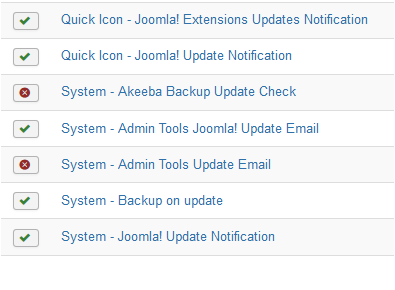 Quick Icon - Joomla! Extensions Updates Notification
Quick Icon - Joomla! Update Notification
System - Akeeba Backup Update Check
System - Admin Tools Joomla! Update Email
System - Admin Tools Update Email
System - Backup on update
System - Joomla! Update Notification